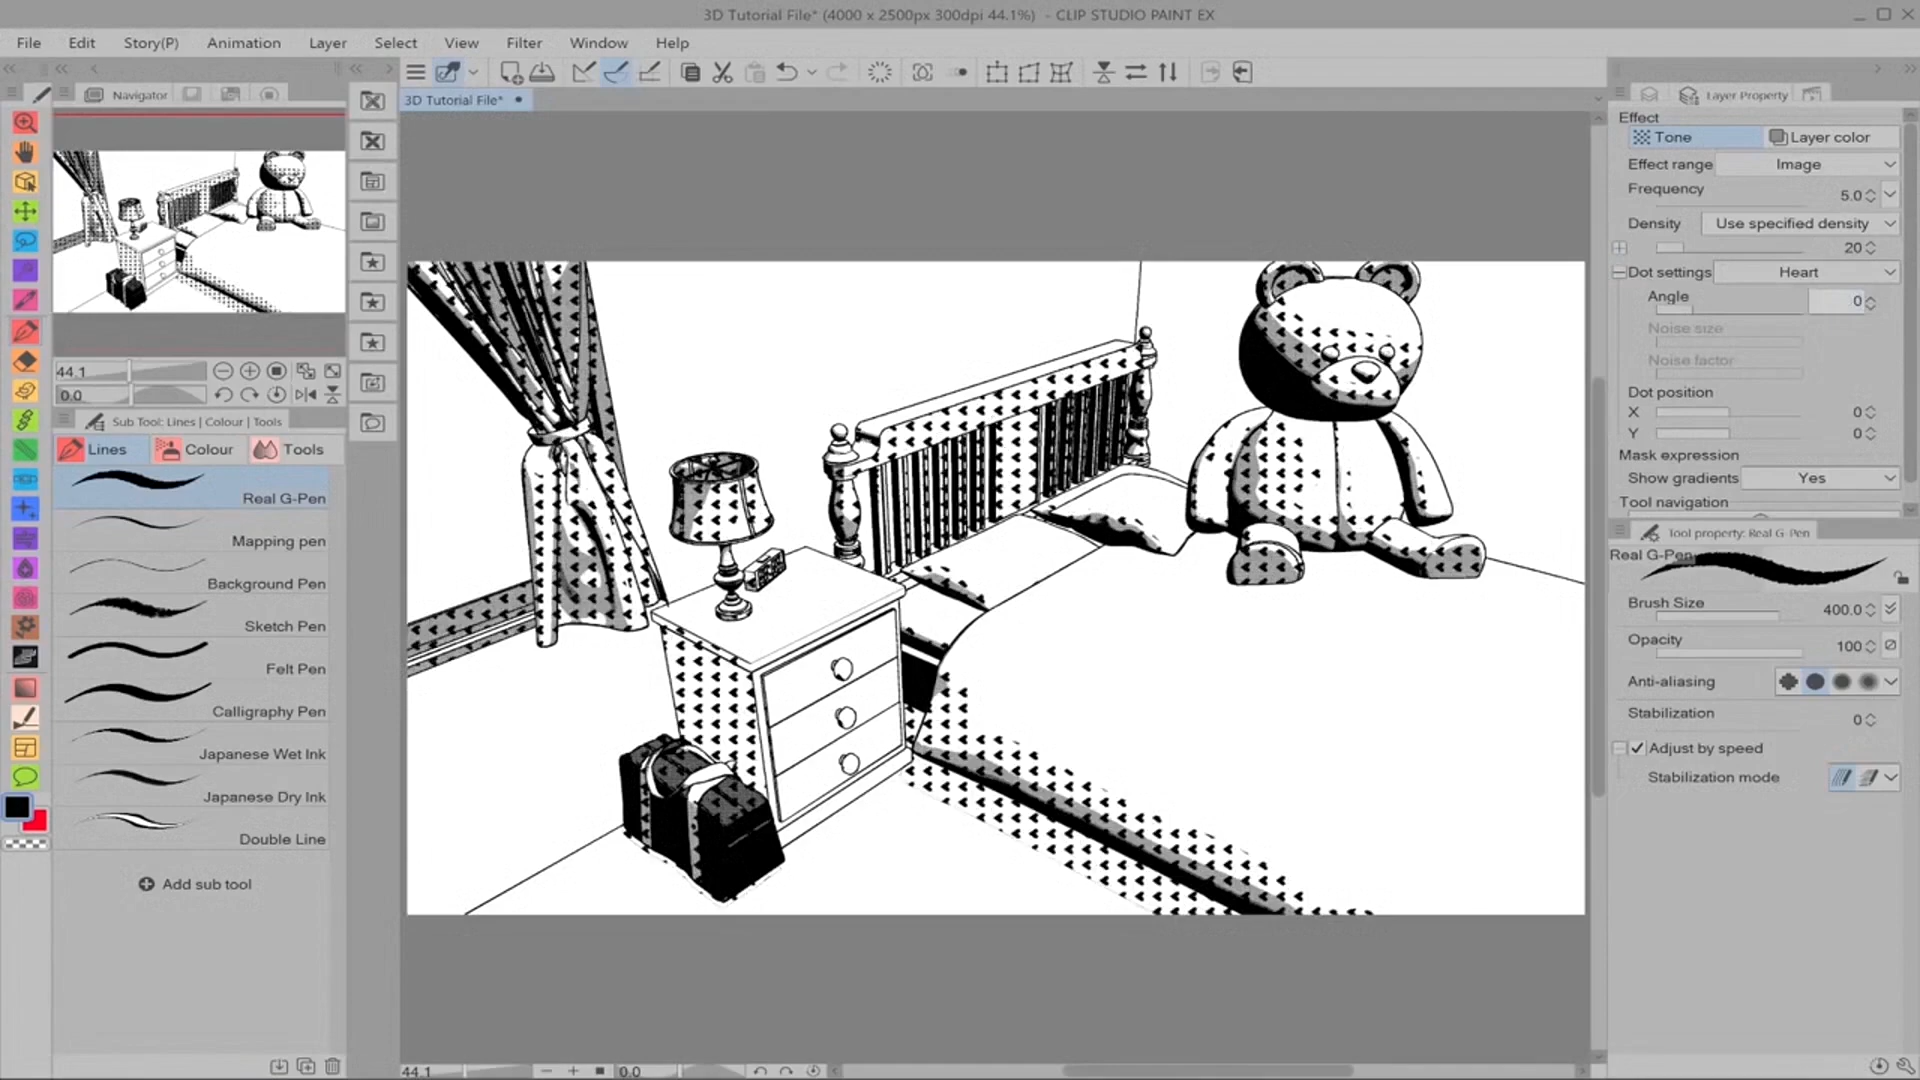 3D Tutorial File* (4000 x 2500px 300dpi 44.1%) - CLIP STUDIO PAINT EX
File Edit Story(P) Animation Layer Select View Filter Window Help
Navigator
3D Tutorial File*
44.1
0.0
Sub Tool: Lines | Colour | Tools
Lines Colour Tools
Real G-Pen
Mapping pen
Background Pen
Sketch Pen
Felt Pen
Calligraphy Pen
Japanese Wet Ink
Japanese Dry Ink
Double Line
Add sub tool
44.1 0.0
Layer Property
Effect
Tone Layer color
Effect range Image
Frequency 5.0
Density Use specified density
20
Dot settings Heart
Angle 0
Noise size
Noise factor
Dot position
X 0
Y 0
Mask expression
Show gradients Yes
Tool navigation
Tool property: Real G-Pen
Real G-Pen
Brush Size 400.0
Opacity 100
Anti-aliasing
Stabilization 0
Adjust by speed
Stabilization mode